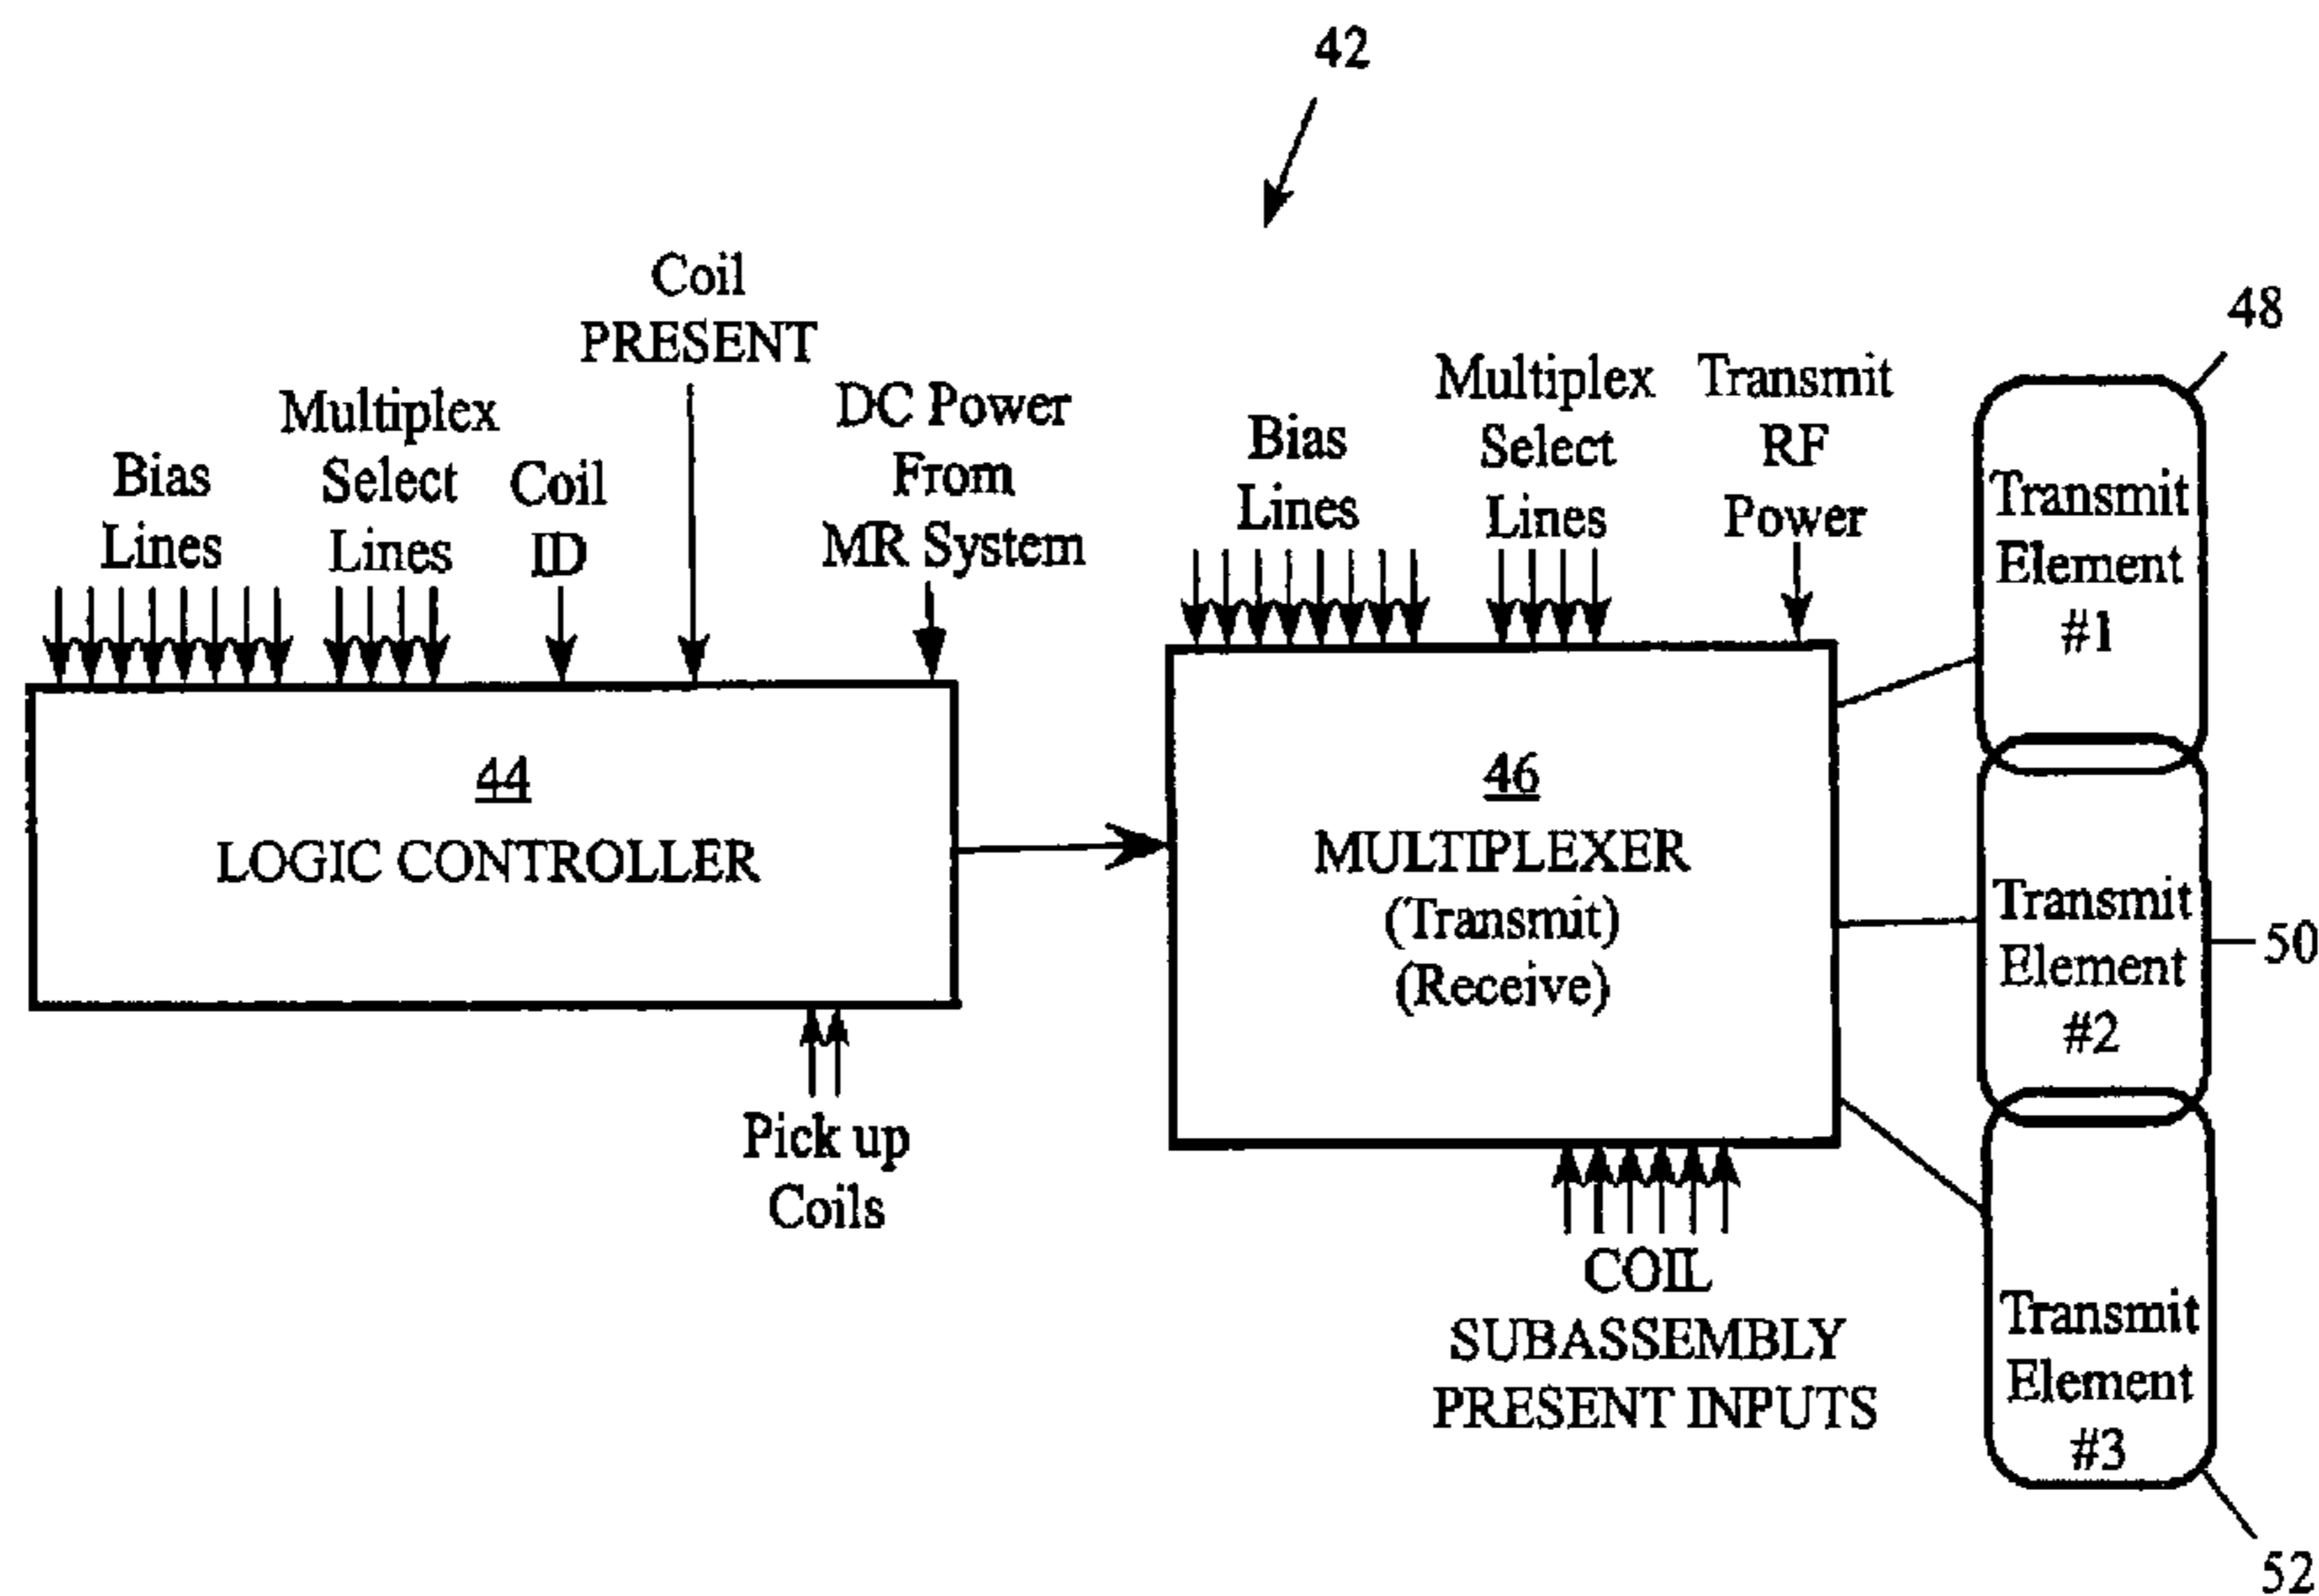 42
Coil
PRESENT
Bias
Lines
Multiplex
Select
Lines
Coil
ID
DC Power
From
MR System
Bias
Lines
Multiplex
Select
Lines
Transmit
RF
Power
48
Transmit
Element
#1
44
LOGIC CONTROLLER
46
MULTIPLEXER
(Transmit)
(Receive)
Transmit
Element
#2
50
Pick up
Coils
COIL
SUBASSEMBLY
PRESENT INPUTS
Transmit
Element
#3
52